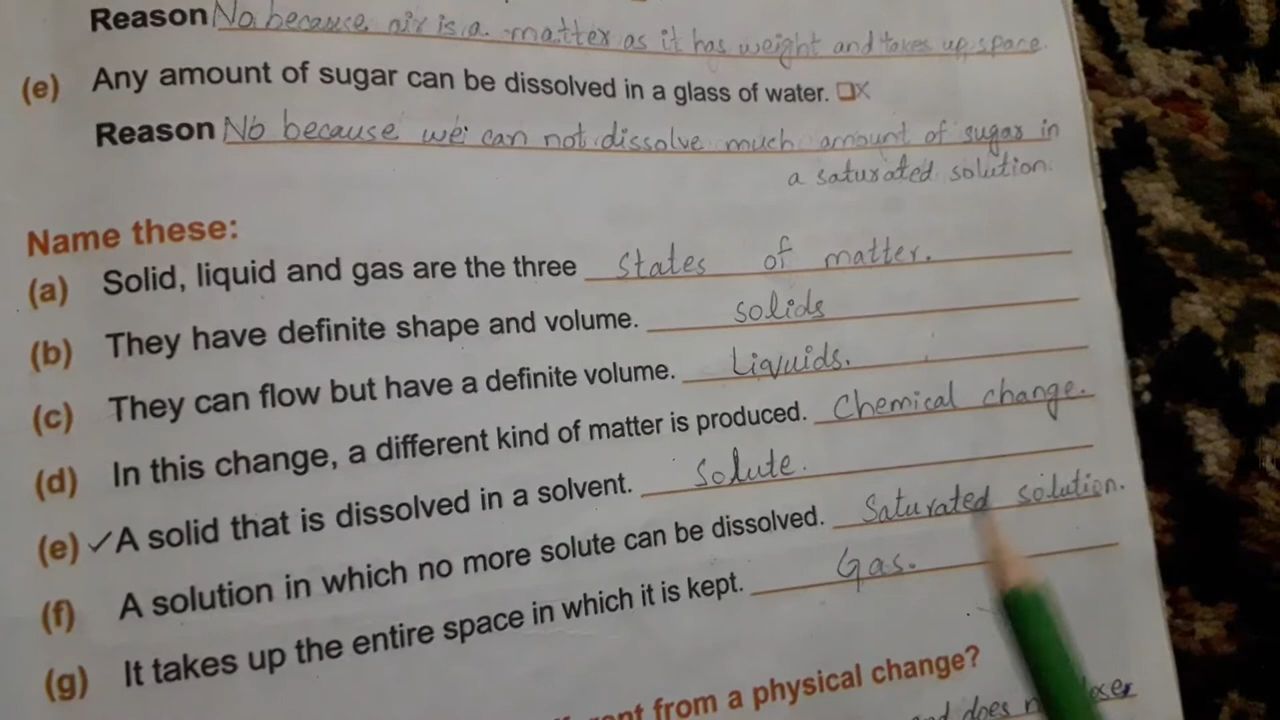 Reason No because air is a matter as it has weight and takes up space.
(e) Any amount of sugar can be dissolved in a glass of water. ☐×
Reason No because we can not dissolve much amount of sugar in
a saturated solution.
Name these:
(a) Solid, liquid and gas are the three states of matter.
(b) They have definite shape and volume. solids
(c) They can flow but have a definite volume. Liquids.
(d) In this change, a different kind of matter is produced. Chemical change.
(e) ✓A solid that is dissolved in a solvent. Solute.
(f) A solution in which no more solute can be dissolved. Saturated solution.
(g) It takes up the entire space in which it is kept. Gas.
from a physical change?
and does